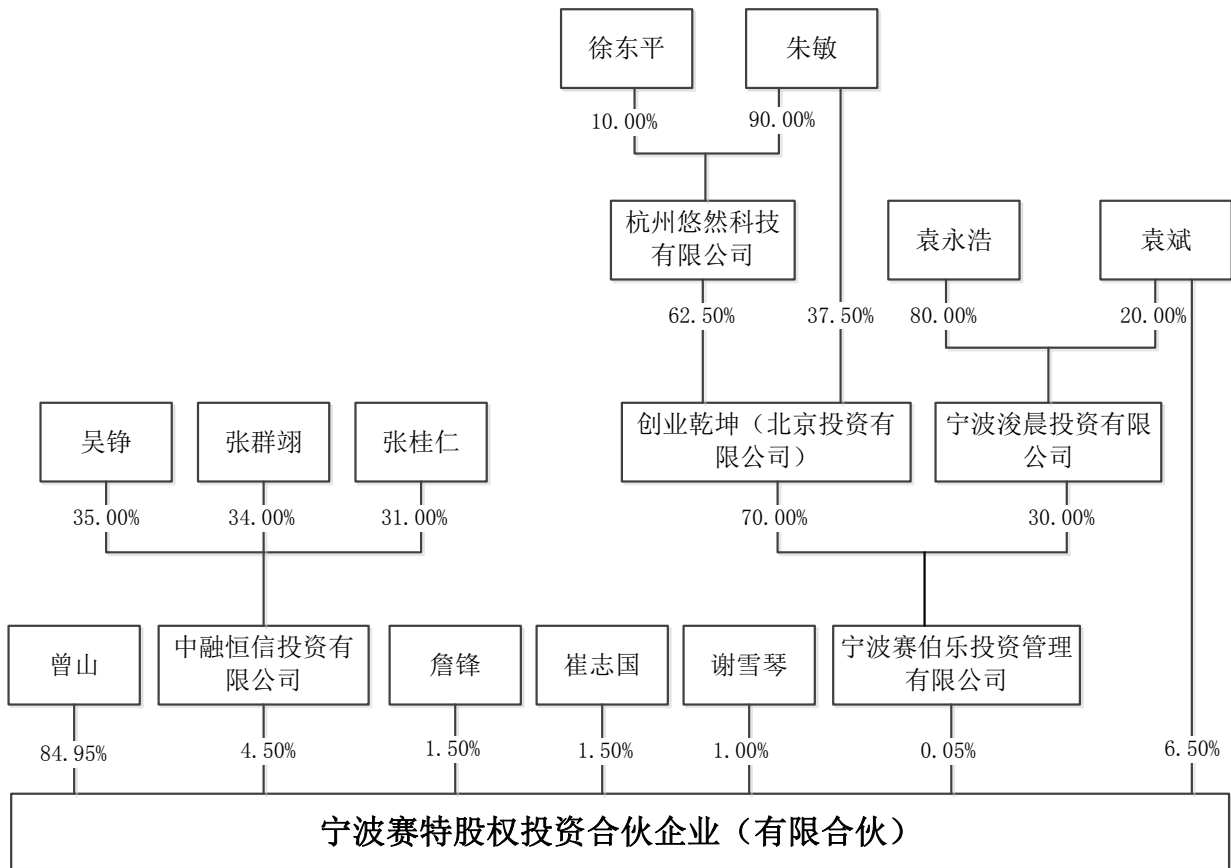 徐东平
朱敏
10.00%
90.00%
杭州悠然科技
有限公司
袁永浩
袁斌
62.50%
37.50%
80.00%
20.00%
吴铮
张群翊
张桂仁
创业乾坤（北京投资有
限公司）
宁波浚晨投资有限
公司
35.00%
34.00%
31.00%
70.00%
30.00%
曾山
中融恒信投资有
限公司
詹锋
崔志国
谢雪琴
宁波赛伯乐投资管理
有限公司
84.95%
4.50%
1.50%
1.50%
1.00%
0.05%
6.50%
宁波赛特股权投资合伙企业（有限合伙）